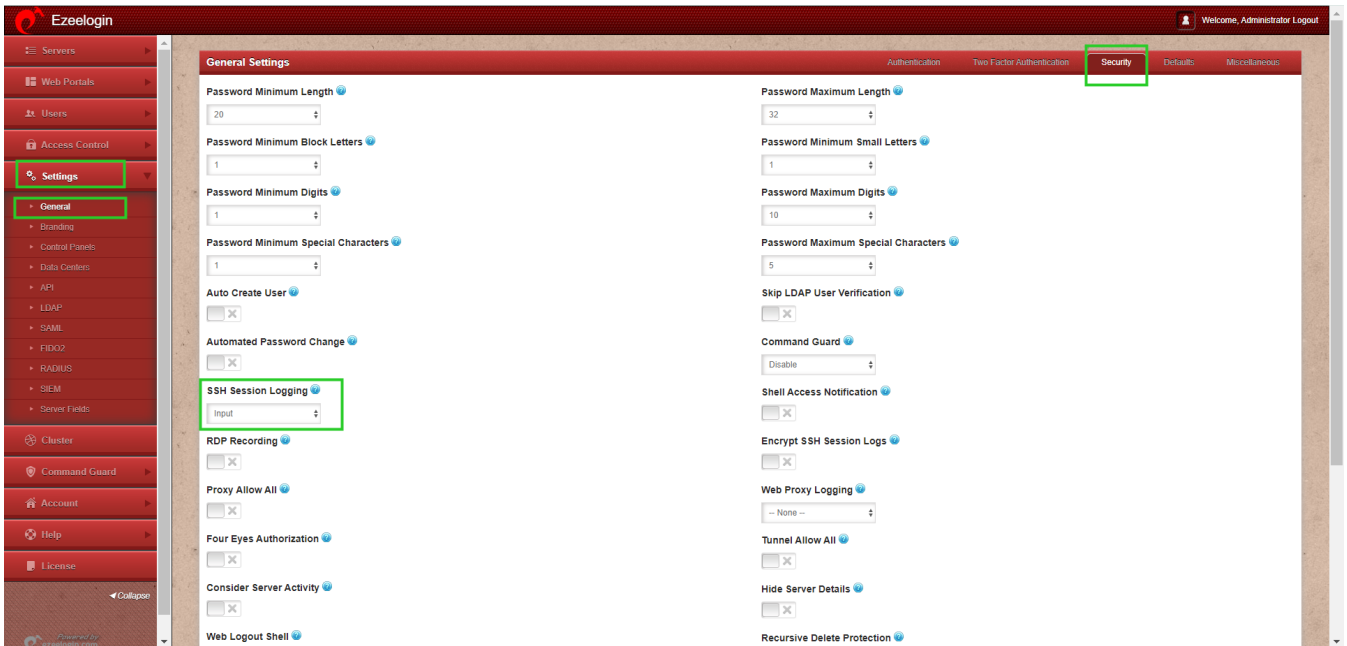 Ezeelogin
Welcome, Administrator Logout
Servers
Web Portals
Users
Access Control
Settings
General
Branding
Control Panels
Data Centers
API
LDAP
SAML
FIDO2
RADIUS
SIEM
Server Fields
Cluster
Command Guard
Account
Help
License
Collapse
Powered by
ezeelogin.com
General Settings
Authentication
Two Factor Authentication
Security
Defaults
Miscellaneous
Password Minimum Length
20
Password Maximum Length
32
Password Minimum Block Letters
1
Password Minimum Small Letters
1
Password Minimum Digits
1
Password Maximum Digits
10
Password Minimum Special Characters
1
Password Maximum Special Characters
5
Auto Create User
Skip LDAP User Verification
Automated Password Change
Command Guard
Disable
SSH Session Logging
Input
Shell Access Notification
RDP Recording
Encrypt SSH Session Logs
Proxy Allow All
Web Proxy Logging
-- None --
Four Eyes Authorization
Tunnel Allow All
Consider Server Activity
Hide Server Details
Web Logout Shell
Recursive Delete Protection